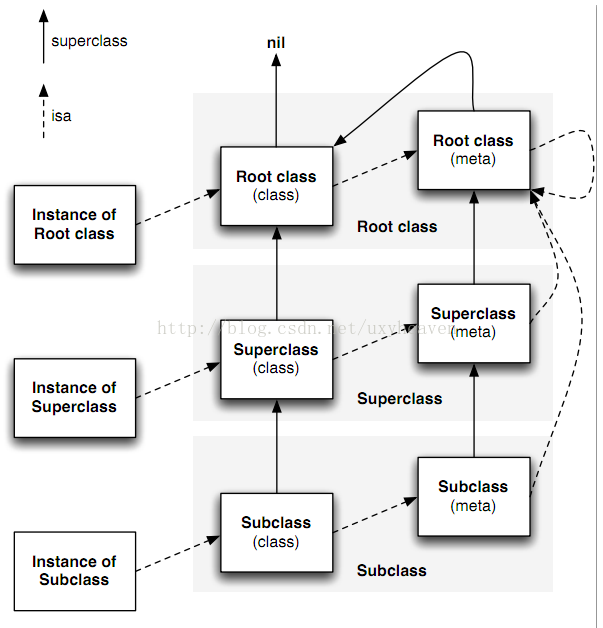 superclass
isa
nil
Root class
(meta)
Root class
(class)
Instance of
Root class
Root class
Superclass
(meta)
Superclass
(class)
Instance of
Superclass
Superclass
Subclass
(meta)
Subclass
(class)
Instance of
Subclass
Subclass